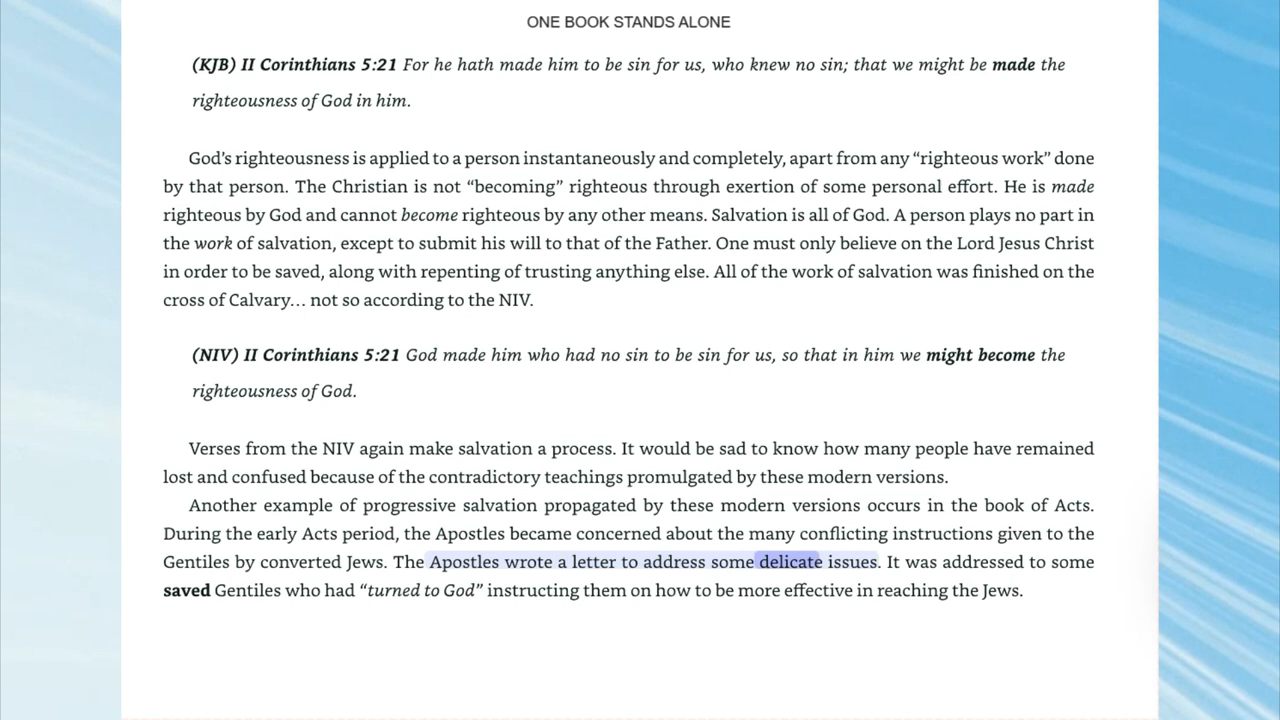 ONE BOOK STANDS ALONE
(KJB) II Corinthians 5:21 For he hath made him to be sin for us, who knew no sin; that we might be made the
righteousness of God in him.
God’s righteousness is applied to a person instantaneously and completely, apart from any “righteous work” done
by that person. The Christian is not “becoming” righteous through exertion of some personal effort. He is made
righteous by God and cannot become righteous by any other means. Salvation is all of God. A person plays no part in
the work of salvation, except to submit his will to that of the Father. One must only believe on the Lord Jesus Christ
in order to be saved, along with repenting of trusting anything else. All of the work of salvation was finished on the
cross of Calvary… not so according to the NIV.
(NIV) II Corinthians 5:21 God made him who had no sin to be sin for us, so that in him we might become the
righteousness of God.
Verses from the NIV again make salvation a process. It would be sad to know how many people have remained
lost and confused because of the contradictory teachings promulgated by these modern versions.
Another example of progressive salvation propagated by these modern versions occurs in the book of Acts.
During the early Acts period, the Apostles became concerned about the many conflicting instructions given to the
Gentiles by converted Jews. The Apostles wrote a letter to address some delicate issues. It was addressed to some
saved Gentiles who had “turned to God” instructing them on how to be more effective in reaching the Jews.